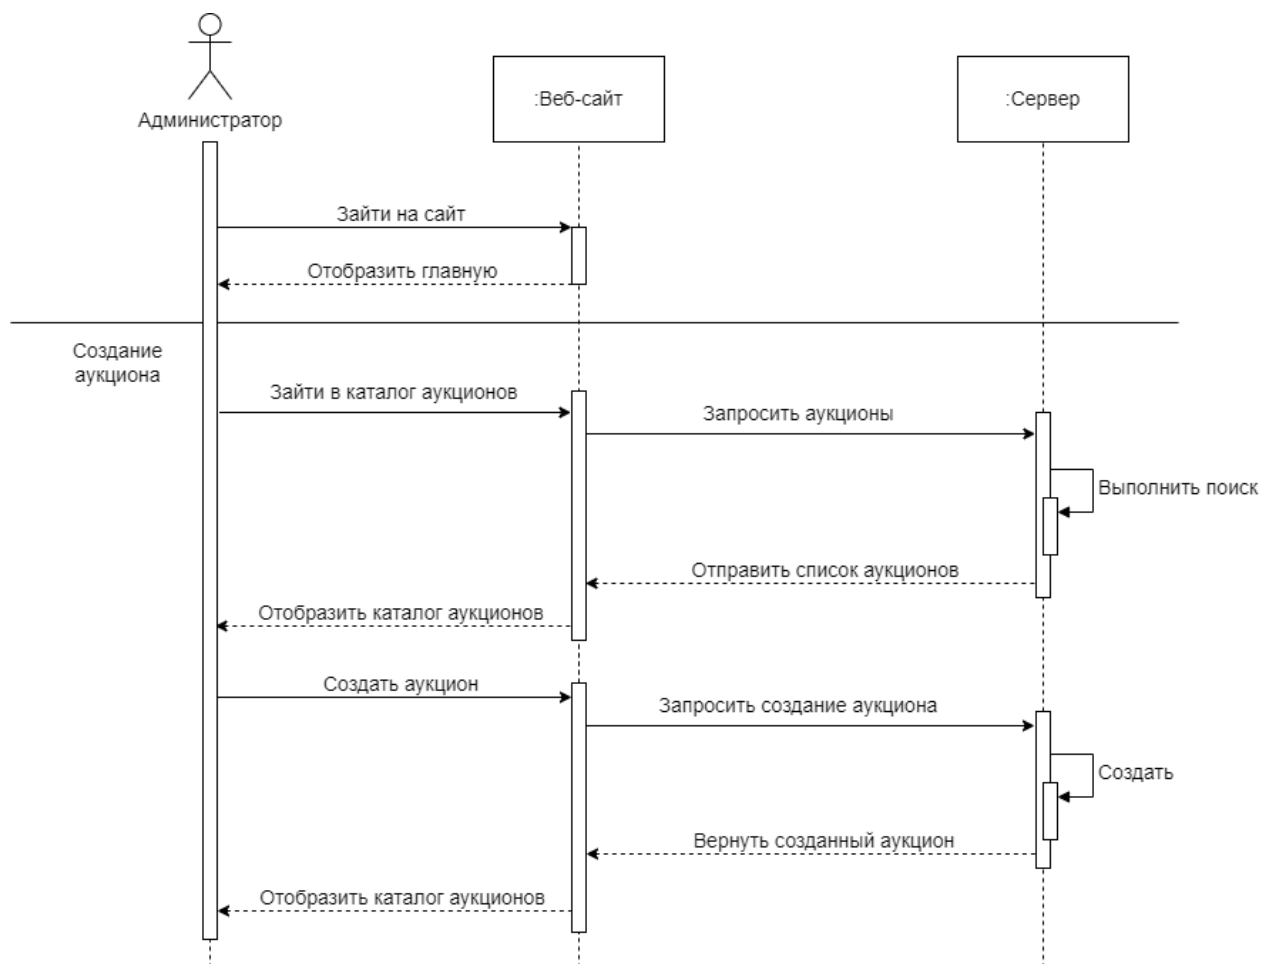 Администратор
:Веб-сайт
:Сервер
Зайти на сайт
Отобразить главную
Создание
аукциона
Зайти в каталог аукционов
Запросить аукционы
Выполнить поиск
Отправить список аукционов
Отобразить каталог аукционов
Создать аукцион
Запросить создание аукциона
Создать
Вернуть созданный аукцион
Отобразить каталог аукционов